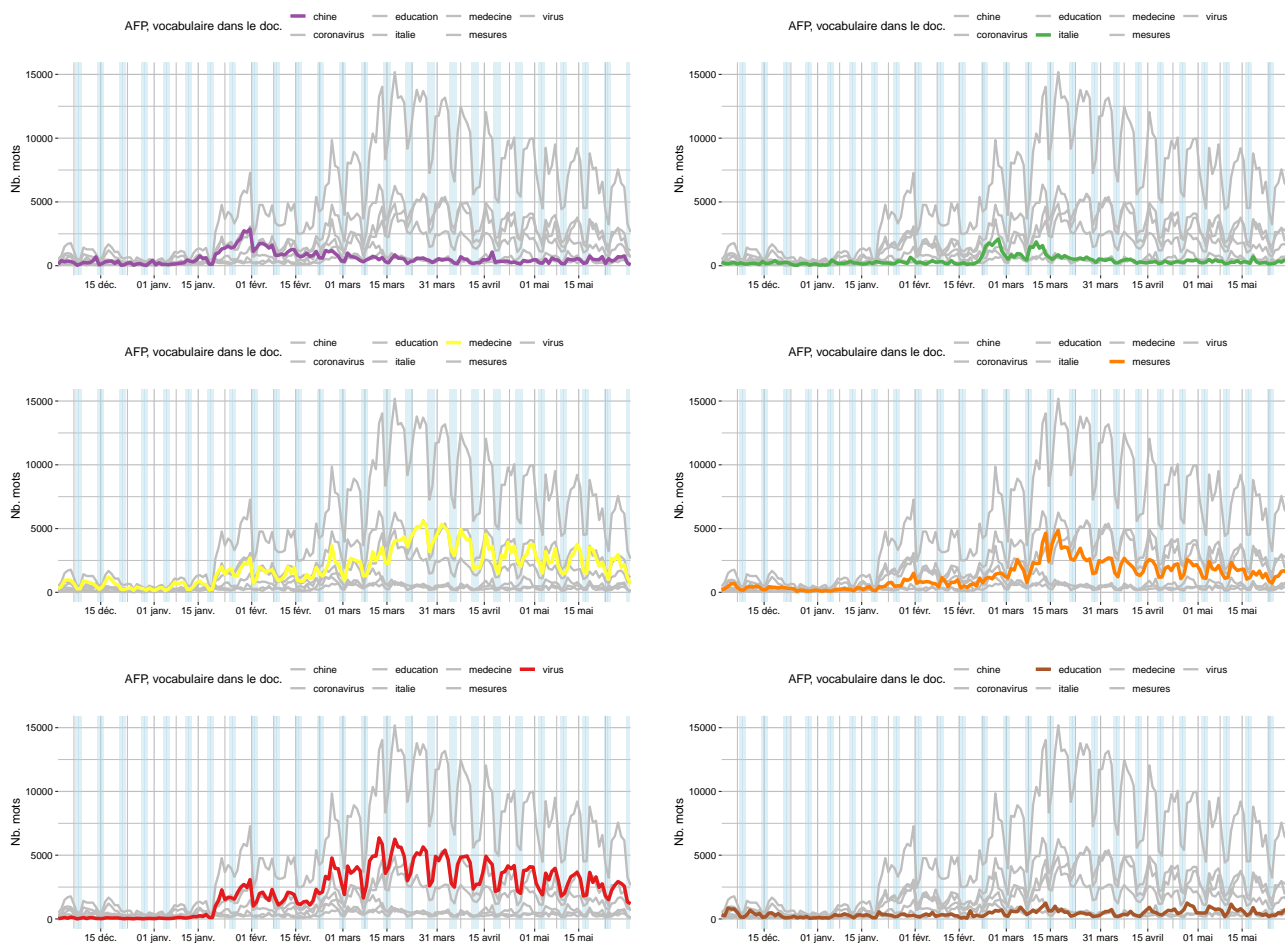 AFP, vocabulaire dans le doc.
chine education medecine virus
coronavirus italie mesures
Nb. mots
15000
10000
5000
0
15 déc. 01 janv. 15 janv. 01 févr. 15 févr. 01 mars 15 mars 31 mars 15 avril 01 mai 15 mai
AFP, vocabulaire dans le doc.
chine education medecine virus
coronavirus italie mesures
Nb. mots
15000
10000
5000
0
15 déc. 01 janv. 15 janv. 01 févr. 15 févr. 01 mars 15 mars 31 mars 15 avril 01 mai 15 mai
AFP, vocabulaire dans le doc.
chine education medecine virus
coronavirus italie mesures
Nb. mots
15000
10000
5000
0
15 déc. 01 janv. 15 janv. 01 févr. 15 févr. 01 mars 15 mars 31 mars 15 avril 01 mai 15 mai
AFP, vocabulaire dans le doc.
chine education medecine virus
coronavirus italie mesures
Nb. mots
15000
10000
5000
0
15 déc. 01 janv. 15 janv. 01 févr. 15 févr. 01 mars 15 mars 31 mars 15 avril 01 mai 15 mai
AFP, vocabulaire dans le doc.
chine education medecine virus
coronavirus italie mesures
Nb. mots
15000
10000
5000
0
15 déc. 01 janv. 15 janv. 01 févr. 15 févr. 01 mars 15 mars 31 mars 15 avril 01 mai 15 mai
AFP, vocabulaire dans le doc.
chine education medecine virus
coronavirus italie mesures
Nb. mots
15000
10000
5000
0
15 déc. 01 janv. 15 janv. 01 févr. 15 févr. 01 mars 15 mars 31 mars 15 avril 01 mai 15 mai